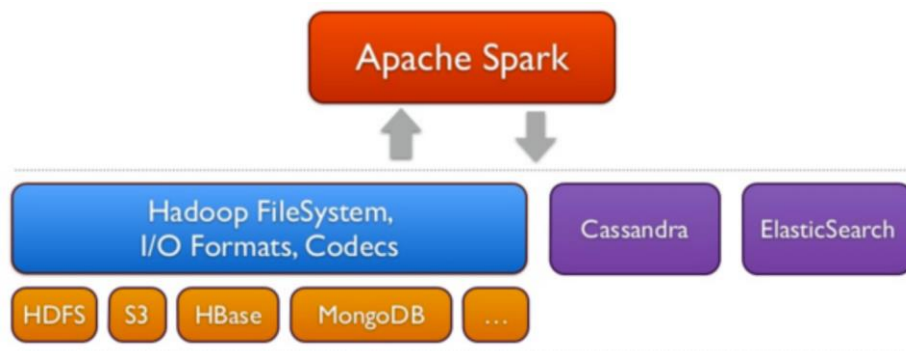 Apache Spark
Hadoop FileSystem,
I/O Formats, Codecs
Cassandra
ElasticSearch
HDFS
S3
HBase
MongoDB
...